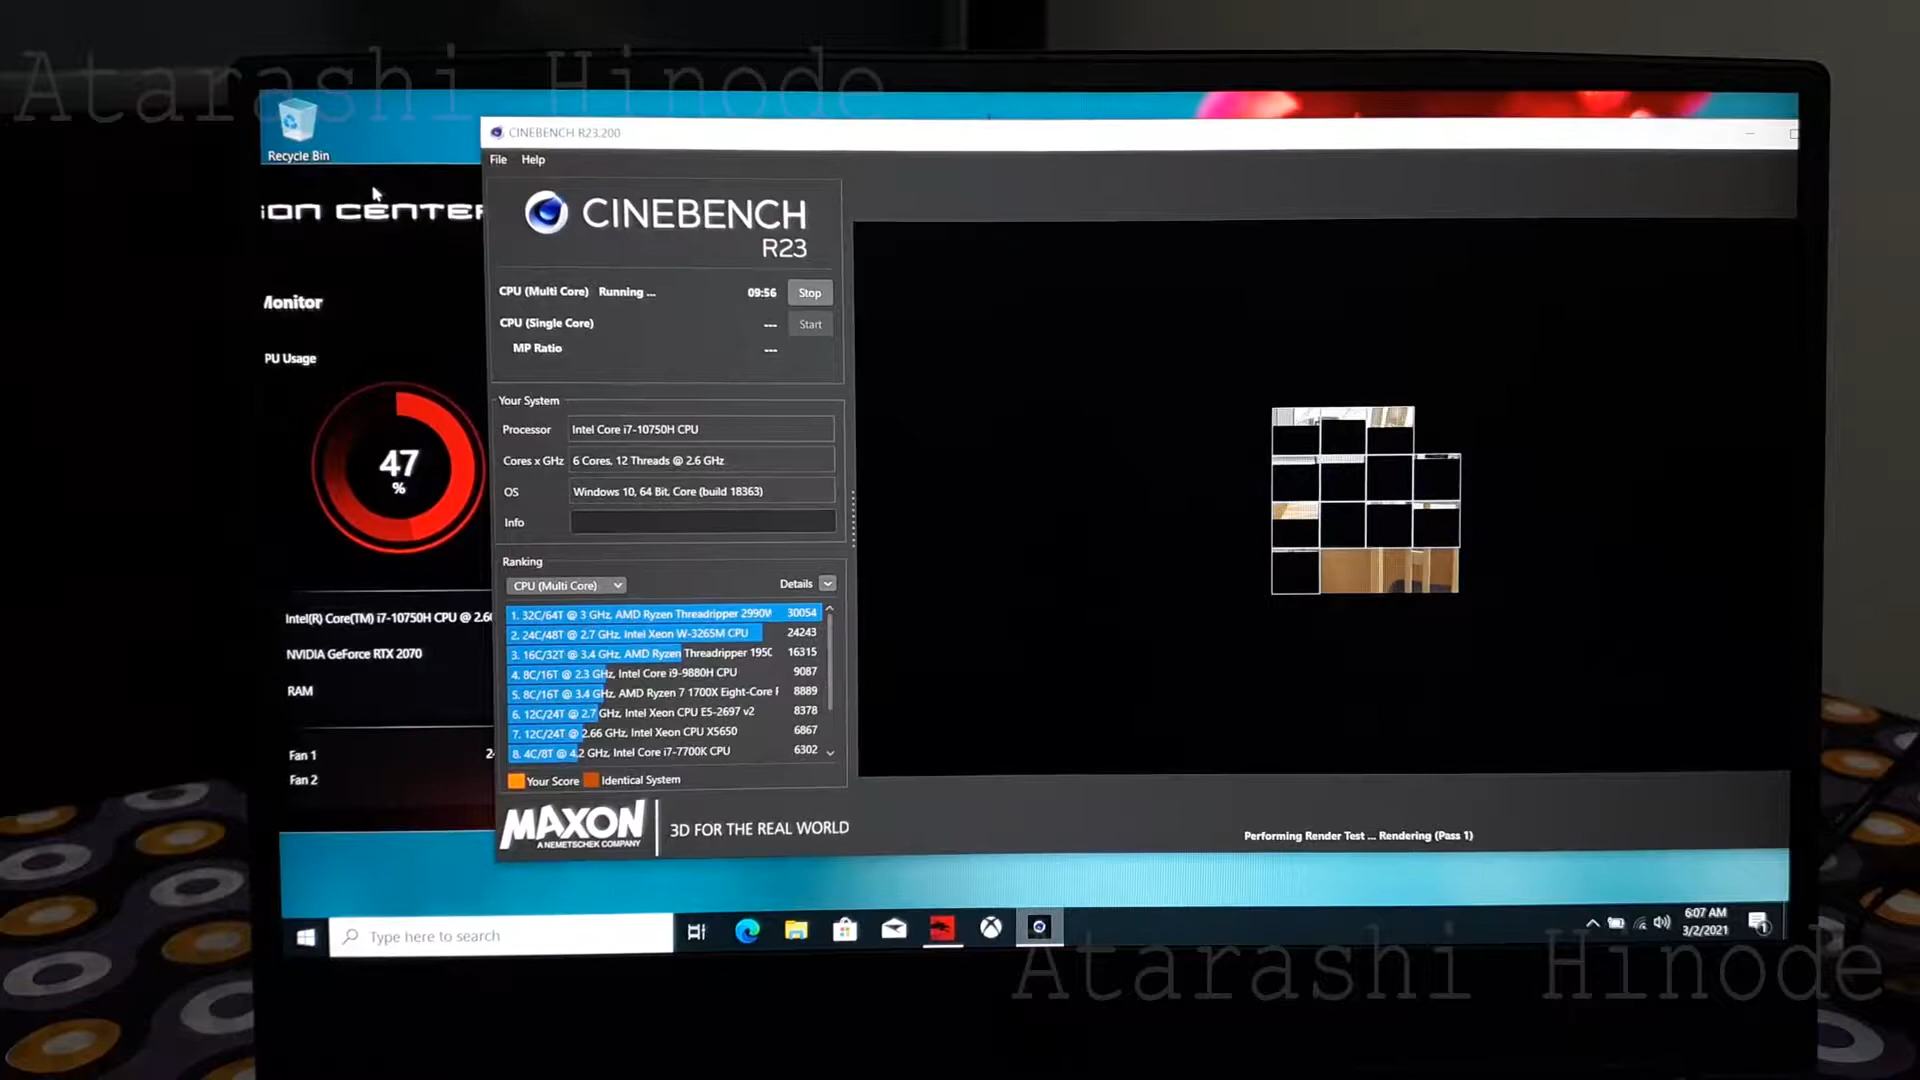 Atarashi Hinode
Recycle Bin
CINEBENCH R23.200
File Help
ion CENTER
CINEBENCH
R23
CPU (Multi Core) Running ... 09:56 Stop
CPU (Single Core) --- Start
MP Ratio ---
Monitor
PU Usage
47
%
Your System
Processor Intel Core i7-10750H CPU
Cores x GHz 6 Cores, 12 Threads @ 2.6 GHz
OS Windows 10, 64 Bit, Core (build 18363)
Info
Ranking
CPU (Multi Core) Details
1. 32C/64T @ 3 GHz, AMD Ryzen Threadripper 2990W 30054
2. 24C/48T @ 2.7 GHz, Intel Xeon W-3265M CPU 24243
3. 16C/32T @ 3.4 GHz, AMD Ryzen Threadripper 195 16315
4. 8C/16T @ 2.3 GHz, Intel Core i9-9880H CPU 9087
5. 8C/16T @ 3.4 GHz, AMD Ryzen 7 1700X Eight-Core 8889
6. 12C/24T @ 2.7 GHz, Intel Xeon CPU E5-2697 v2 8378
7. 12C/24T @ 2.66 GHz, Intel Xeon CPU X5650 6867
8. 4C/8T @ 4.2 GHz, Intel Core i7-7700K CPU 6302
Your Score Identical System
Intel(R) Core(TM) i7-10750H CPU @ 2.6
NVIDIA GeForce RTX 2070
RAM
Fan 1 2
Fan 2
MAXON
A NEMETSCHEK COMPANY
3D FOR THE REAL WORLD
Performing Render Test ... Rendering (Pass 1)
Type here to search
6:07 AM
3/2/2021
1
Atarashi Hinode